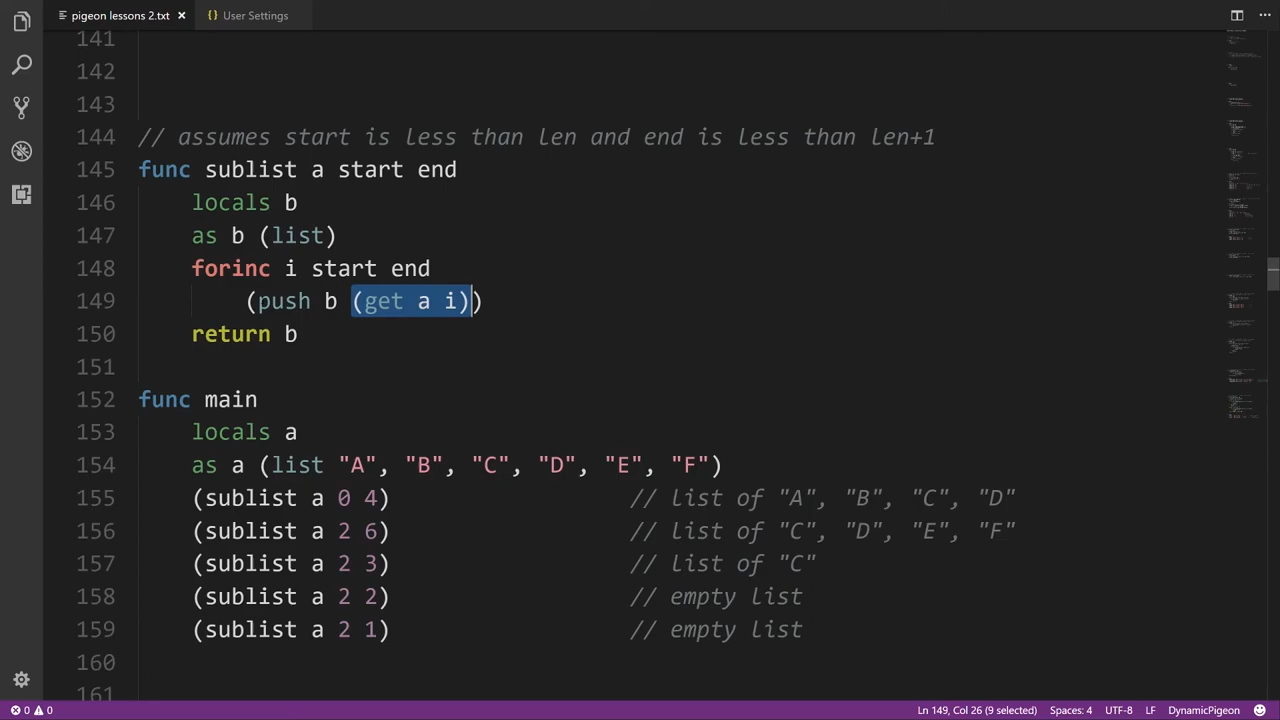 pigeon lessons 2.txt × {} User Settings
141
142
143
144 // assumes start is less than len and end is less than len+1
145 func sublist a start end
146     locals b
147     as b (list)
148     forinc i start end
149         (push b (get a i))
150     return b
151
152 func main
153     locals a
154     as a (list "A", "B", "C", "D", "E", "F")
155     (sublist a 0 4)                  // list of "A", "B", "C", "D"
156     (sublist a 2 6)                  // list of "C", "D", "E", "F"
157     (sublist a 2 3)                  // list of "C"
158     (sublist a 2 2)                  // empty list
159     (sublist a 2 1)                  // empty list
160
161
0 0 Ln 149, Col 26 (9 selected) Spaces: 4 UTF-8 LF DynamicPigeon